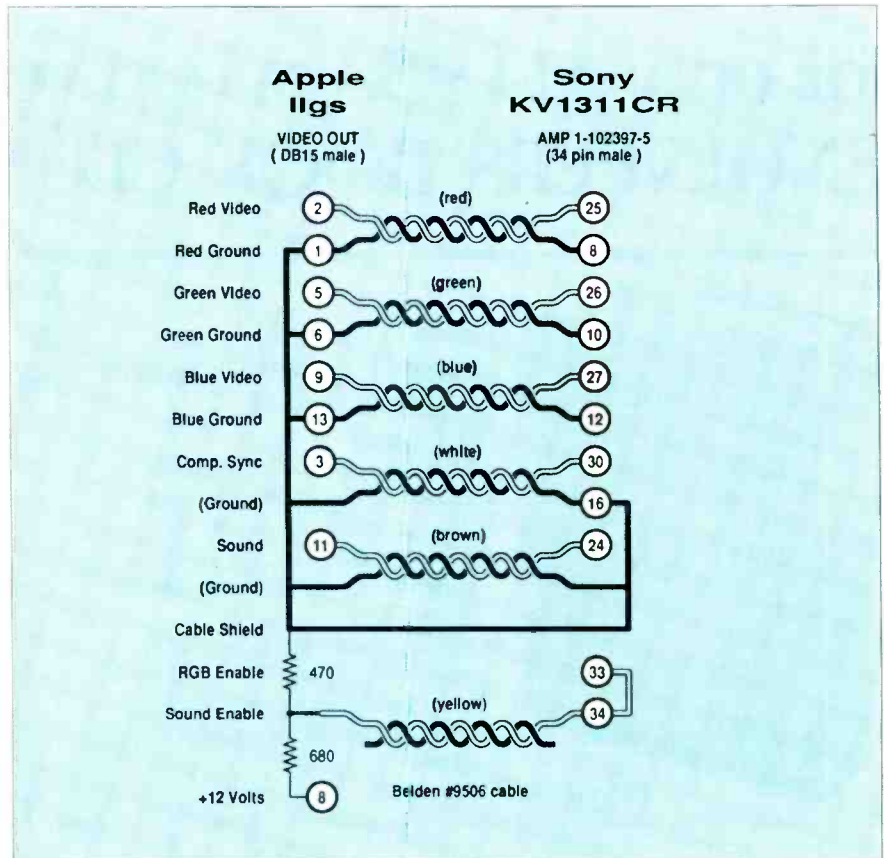 Apple
IIgs
Sony
KV1311CR
VIDEO OUT
( DB15 male )
AMP 1-102397-5
(34 pin male )
Red Video 2 (red) 25
Red Ground 1 8
Green Video 5 (green) 26
Green Ground 6 10
Blue Video 9 (blue) 27
Blue Ground 13 12
Comp. Sync 3 (white) 30
(Ground) 16
Sound 11 (brown) 24
(Ground)
Cable Shield
RGB Enable 470 33
Sound Enable (yellow) 34
680
+12 Volts 8 Belden #9506 cable